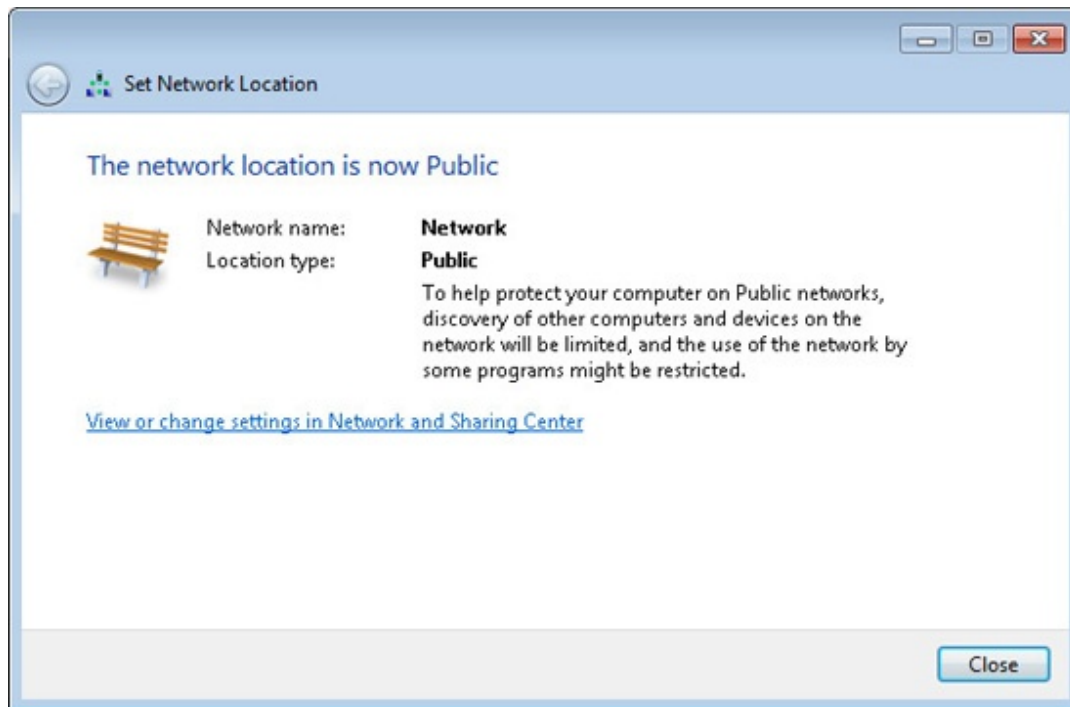 Set Network Location
The network location is now Public
Network name: Network
Location type: Public
To help protect your computer on Public networks,
discovery of other computers and devices on the
network will be limited, and the use of the network by
some programs might be restricted.
View or change settings in Network and Sharing Center
Close